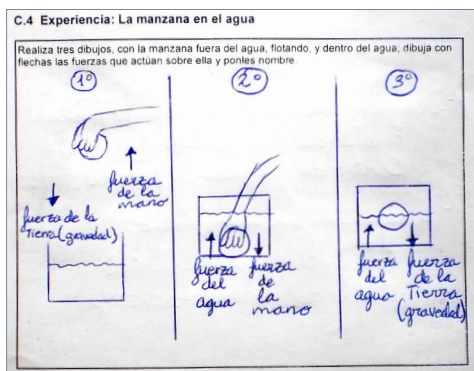 C.4 Experiencia: La manzana en el agua
Realiza tres dibujos, con la manzana fuera del agua, flotando, y dentro del agua; dibuja con
flechas las fuerzas que actúan sobre ella y ponles nombre.
1º
fuerza
de la
mano
fuerza de la
Tierra (gravedad)
2º
fuerza
del
agua
fuerza
de
la
mano
3º
fuerza
del
agua
fuerza
de la
Tierra
(gravedad)